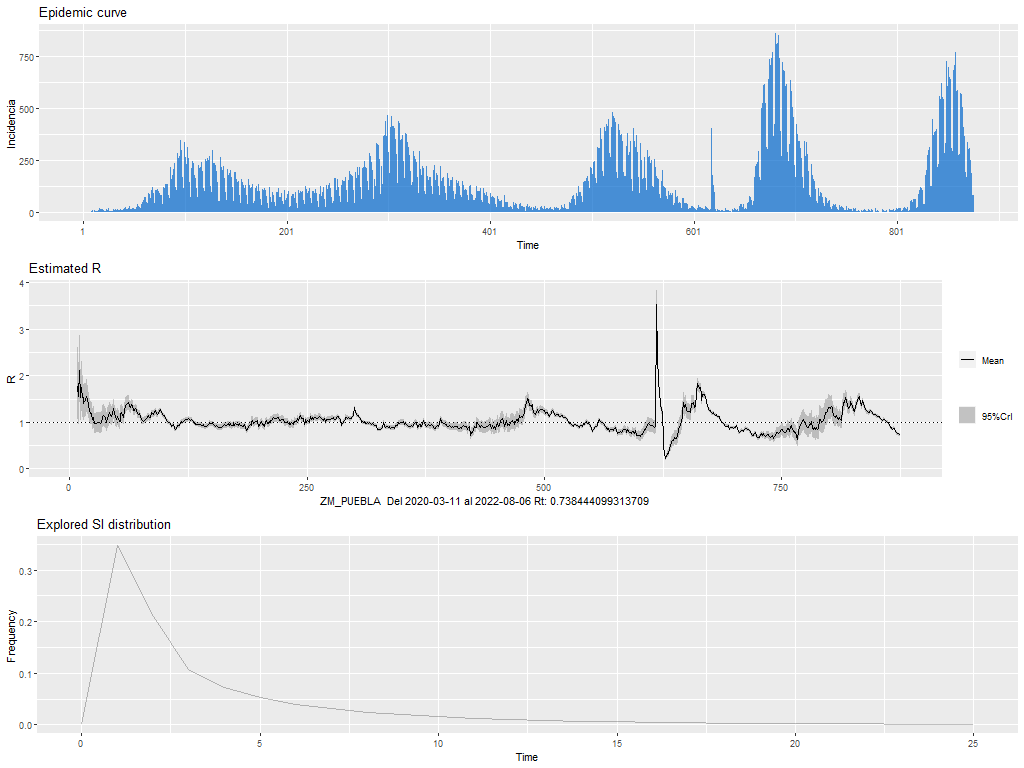 Epidemic curve
Incidencia
750
500
250
0
1
201
401
601
801
Time
Estimated R
R
4
3
2
1
0
0
250
500
750
ZM_PUEBLA Del 2020-03-11 al 2022-08-06 Rt: 0.738444099313709
Mean
95%CrI
Explored SI distribution
Frequency
0.3
0.2
0.1
0.0
0
5
10
15
20
25
Time